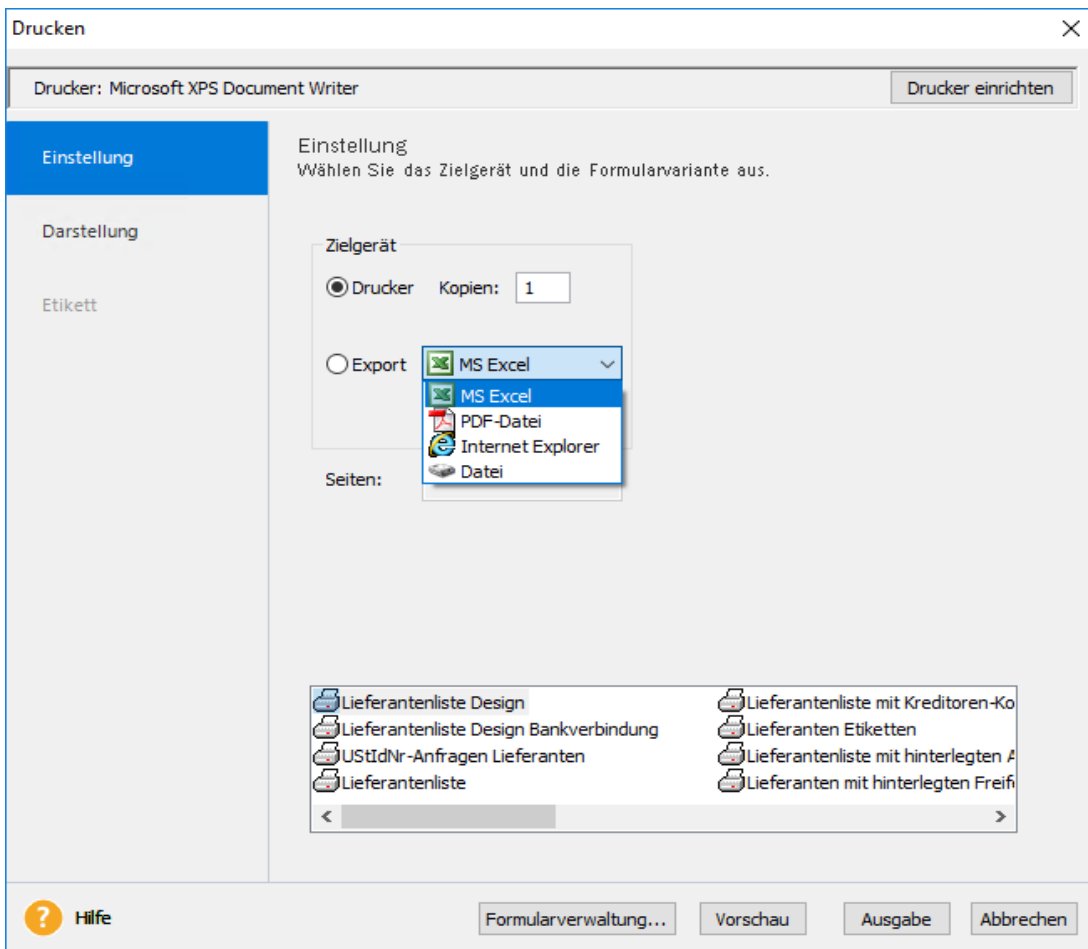 Drucken
Drucker: Microsoft XPS Document Writer
Drucker einrichten
Einstellung
Darstellung
Etikett
Einstellung
Wählen Sie das Zielgerät und die Formularvariante aus.
Zielgerät
Drucker Kopien: 1
Export MS Excel
MS Excel
PDF-Datei
Internet Explorer
Datei
Seiten:
Lieferantenliste Design
Lieferantenliste Design Bankverbindung
UStIdNr-Anfragen Lieferanten
Lieferantenliste
Lieferantenliste mit Kreditoren-Ko
Lieferanten Etiketten
Lieferantenliste mit hinterlegten A
Lieferanten mit hinterlegten Freif
? Hilfe
Formularverwaltung... Vorschau Ausgabe Abbrechen